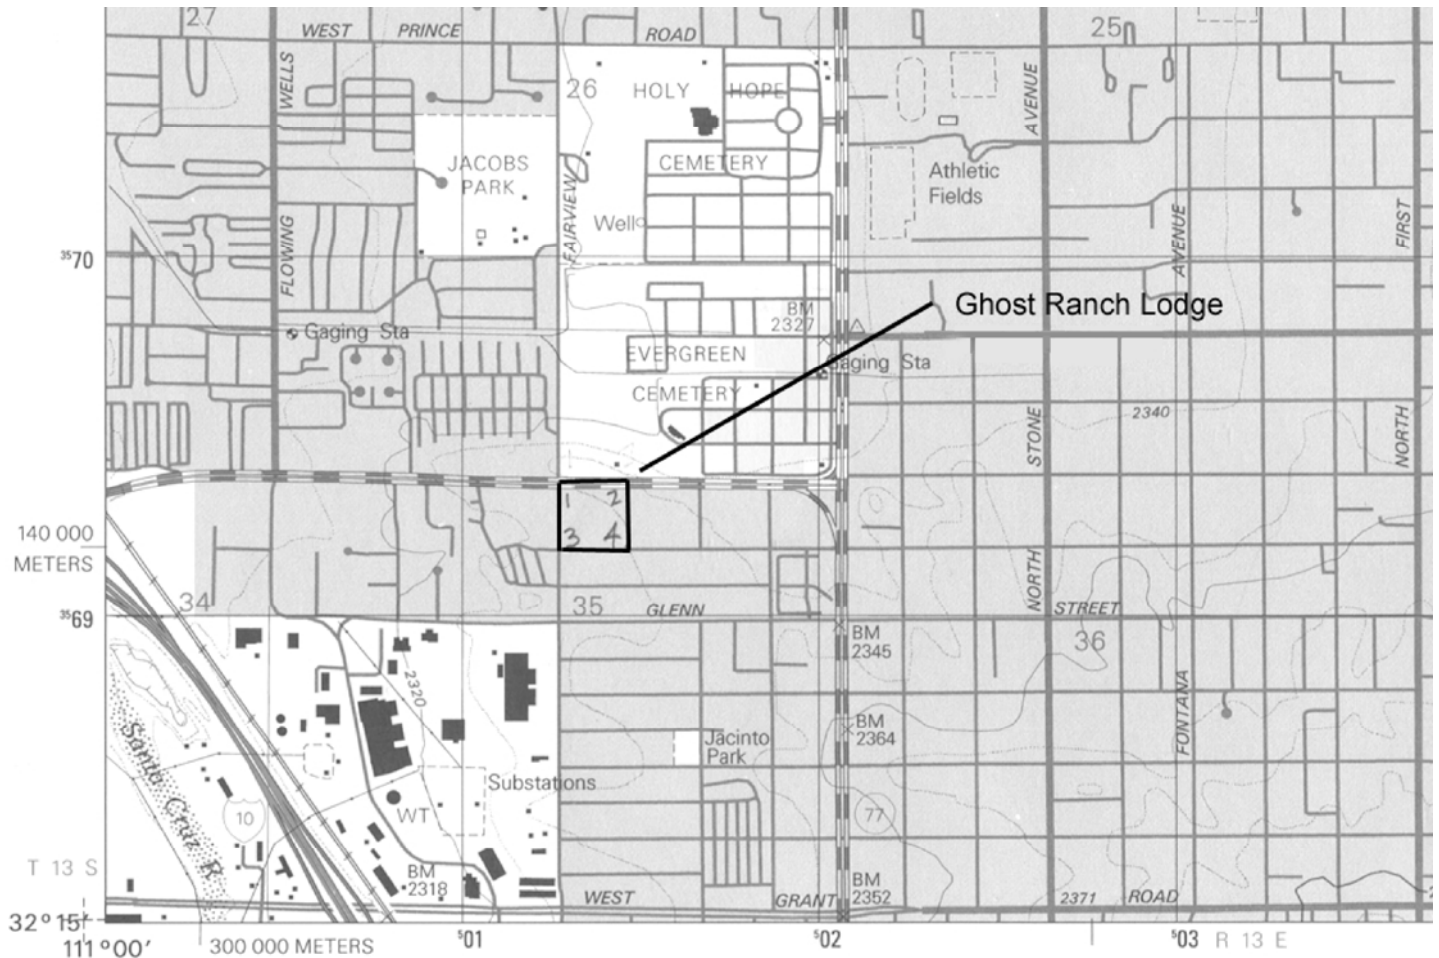 27
WEST PRINCE ROAD
25
WELLS
26
HOLY HOPE
AVENUE
JACOBS
PARK
CEMETERY
Athletic
Fields
FAIRVIEW
Well
AVENUE
FIRST
³⁵70
FLOWING
Ghost Ranch Lodge
BM
2327
Gaging Sta
EVERGREEN
Gaging Sta
CEMETERY
2340
STONE
NORTH
1 2
3 4
140 000
METERS
NORTH
34
35
GLENN
STREET
³⁵69
BM
2345
36
2320
BM
2364
FONTANA
Santa Cruz R
Jacinto
Park
Substations
10
WT
77
T 13 S
BM
2318
WEST GRANT ROAD
BM
2352
2371
32°15'
111°00'
300 000 METERS
⁵01
⁵02
⁵03
R 13 E